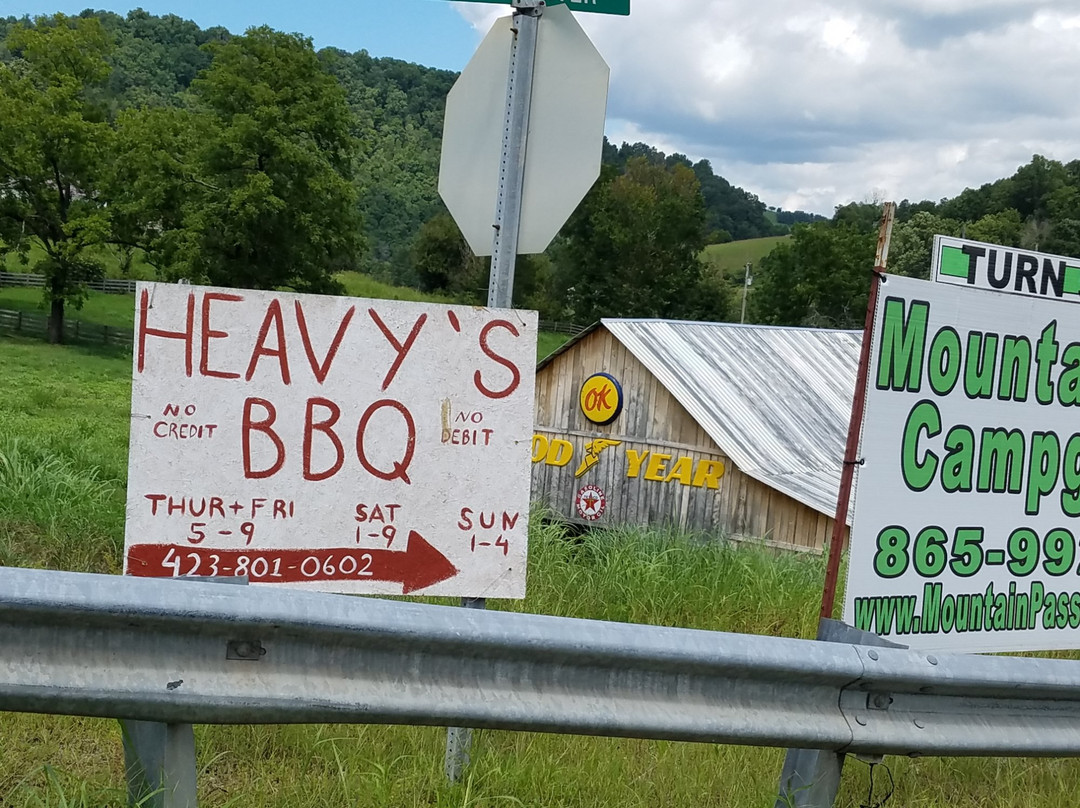 HEAVY'S
BBQ
NO
CREDIT
NO
DEBIT
THUR+FRI
5-9
SAT
1-9
SUN
1-4
423-801-0602
OK
OD YEAR
TURN
Mounta
Campg
865-99
www.MountainPass